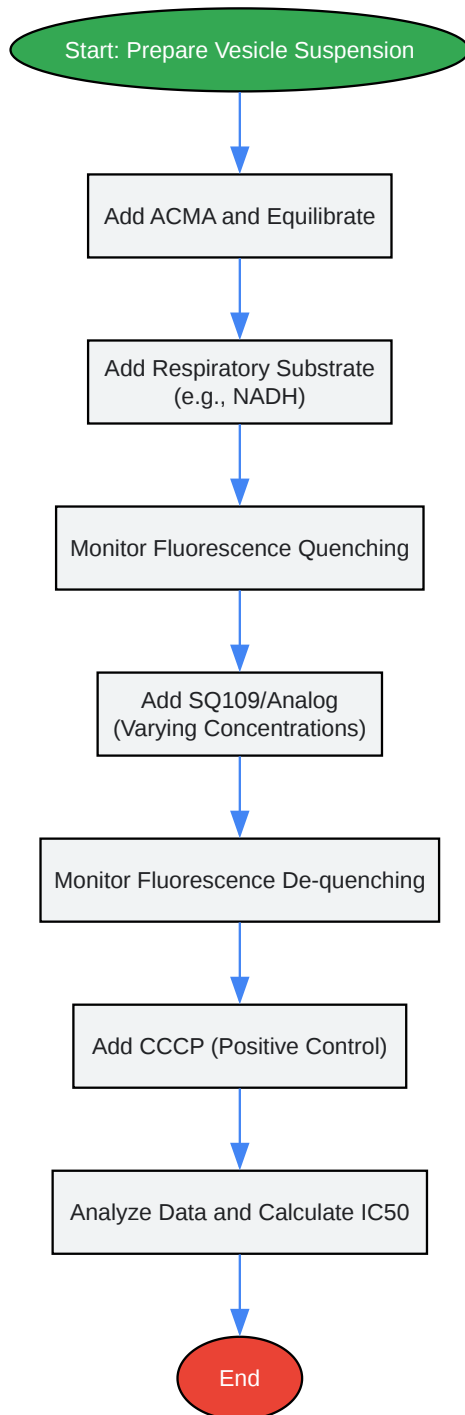 Start: Prepare Vesicle Suspension
Add ACMA and Equilibrate
Add Respiratory Substrate
(e.g., NADH)
Monitor Fluorescence Quenching
Add SQ109/Analog
(Varying Concentrations)
Monitor Fluorescence De-quenching
Add CCCP (Positive Control)
Analyze Data and Calculate IC50
End